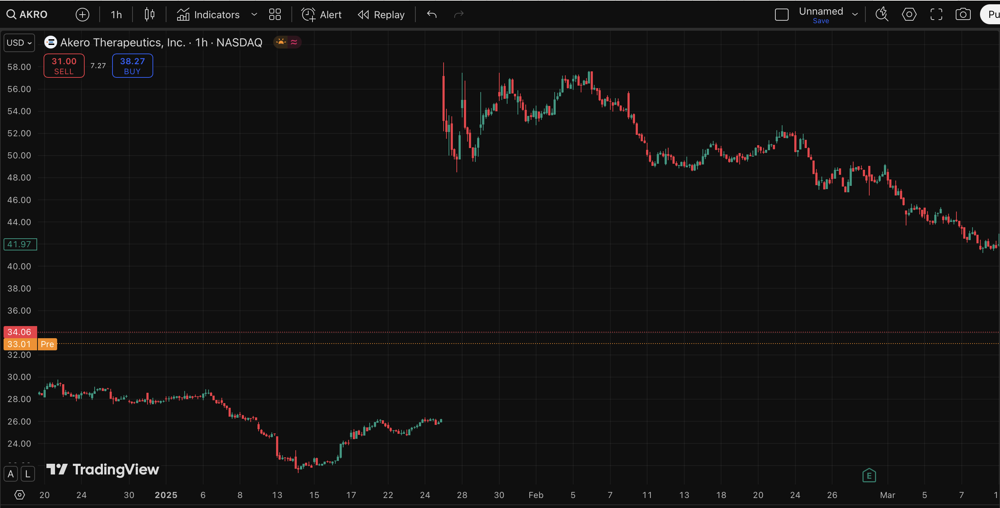 AKRO 1h Indicators Alert Replay Unnamed Pu
Save
USD Akero Therapeutics, Inc. · 1h · NASDAQ
31.00 7.27 38.27
SELL BUY
58.00
56.00
54.00
52.00
50.00
48.00
46.00
44.00
41.97
40.00
38.00
36.00
34.06
33.01 Pre
32.00
30.00
28.00
26.00
24.00
A L TradingView E
20 24 30 2025 6 8 13 15 17 22 24 28 30 Feb 5 7 11 13 18 20 24 26 Mar 5 7 1